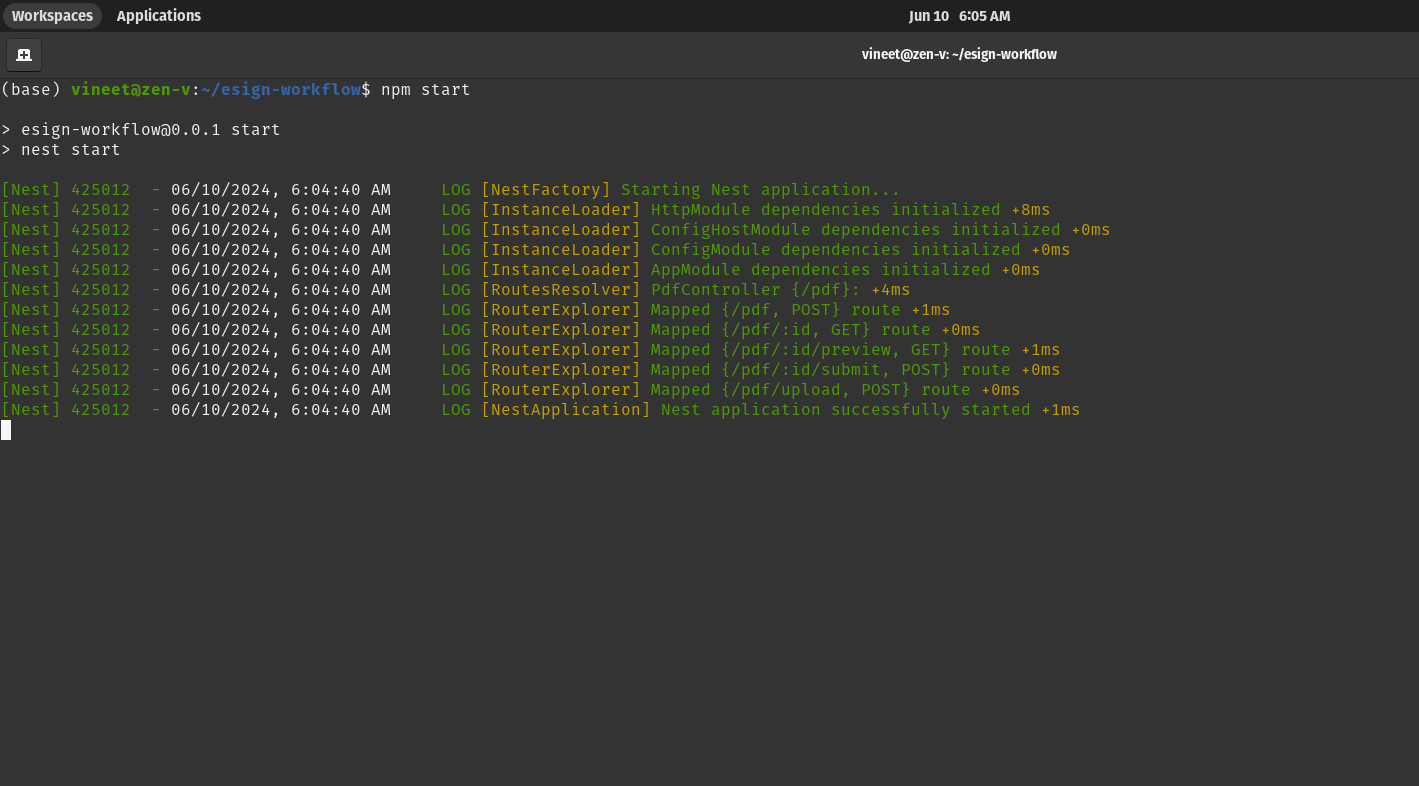 Workspaces Applications Jun 10 6:05 AM
vineet@zen-v: ~/esign-workflow
(base) vineet@zen-v:~/esign-workflow$ npm start
> esign-workflow@0.0.1 start
> nest start
[Nest] 425012  - 06/10/2024, 6:04:40 AM     LOG [NestFactory] Starting Nest application...
[Nest] 425012  - 06/10/2024, 6:04:40 AM     LOG [InstanceLoader] HttpModule dependencies initialized +8ms
[Nest] 425012  - 06/10/2024, 6:04:40 AM     LOG [InstanceLoader] ConfigHostModule dependencies initialized +0ms
[Nest] 425012  - 06/10/2024, 6:04:40 AM     LOG [InstanceLoader] ConfigModule dependencies initialized +0ms
[Nest] 425012  - 06/10/2024, 6:04:40 AM     LOG [InstanceLoader] AppModule dependencies initialized +0ms
[Nest] 425012  - 06/10/2024, 6:04:40 AM     LOG [RoutesResolver] PdfController {/pdf}: +4ms
[Nest] 425012  - 06/10/2024, 6:04:40 AM     LOG [RouterExplorer] Mapped {/pdf, POST} route +1ms
[Nest] 425012  - 06/10/2024, 6:04:40 AM     LOG [RouterExplorer] Mapped {/pdf/:id, GET} route +0ms
[Nest] 425012  - 06/10/2024, 6:04:40 AM     LOG [RouterExplorer] Mapped {/pdf/:id/preview, GET} route +1ms
[Nest] 425012  - 06/10/2024, 6:04:40 AM     LOG [RouterExplorer] Mapped {/pdf/:id/submit, POST} route +0ms
[Nest] 425012  - 06/10/2024, 6:04:40 AM     LOG [RouterExplorer] Mapped {/pdf/upload, POST} route +0ms
[Nest] 425012  - 06/10/2024, 6:04:40 AM     LOG [NestApplication] Nest application successfully started +1ms